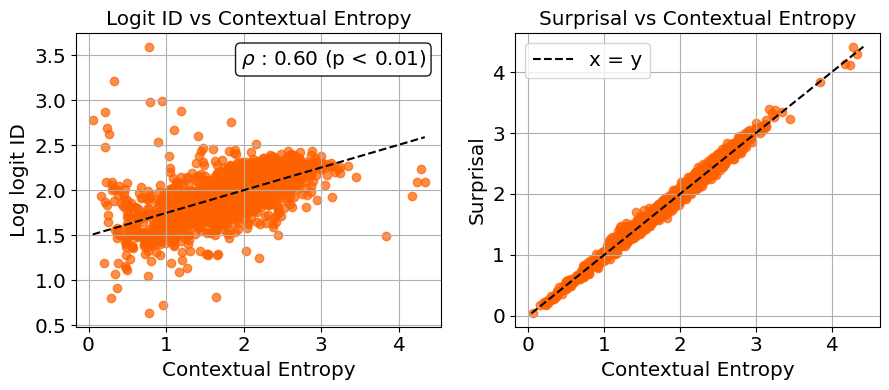 Logit ID vs Contextual Entropy
ρ : 0.60 (p < 0.01)
3.5
3.0
2.5
2.0
1.5
1.0
0.5
Log logit ID
0 1 2 3 4
Contextual Entropy
Surprisal vs Contextual Entropy
x = y
4
3
2
1
0
Surprisal
0 1 2 3 4
Contextual Entropy